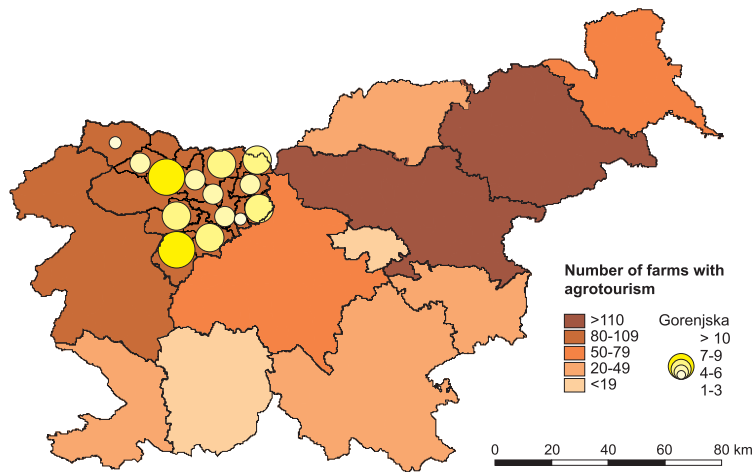 Number of farms with
agrotourism
>110
80-109
50-79
20-49
<19
Gorenjska
> 10
7-9
4-6
1-3
0 20 40 60 80 km